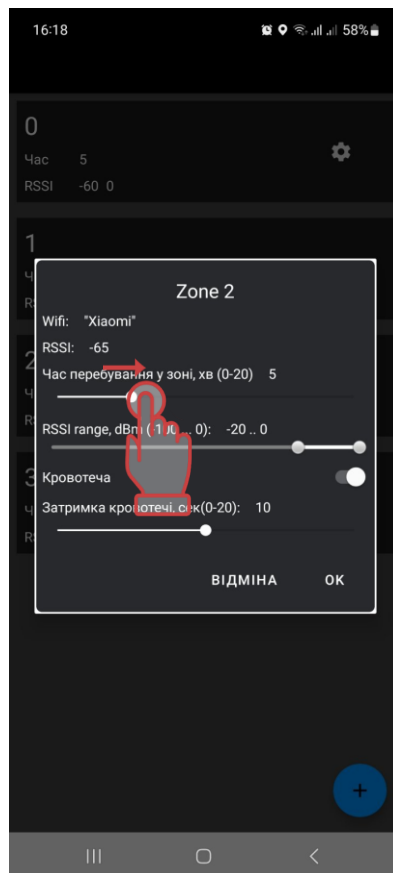 16:18 58%
0
Час 5
RSSI -60 0
1
Zone 2
Wifi: "Xiaomi"
RSSI: -65
2
Час перебування у зоні, хв (0-20) 5
RSSI range, dBm (-100 ... 0): -20 .. 0
3
Кровотеча
Затримка кровотечі, сек(0-20): 10
ВІДМІНА OK
+